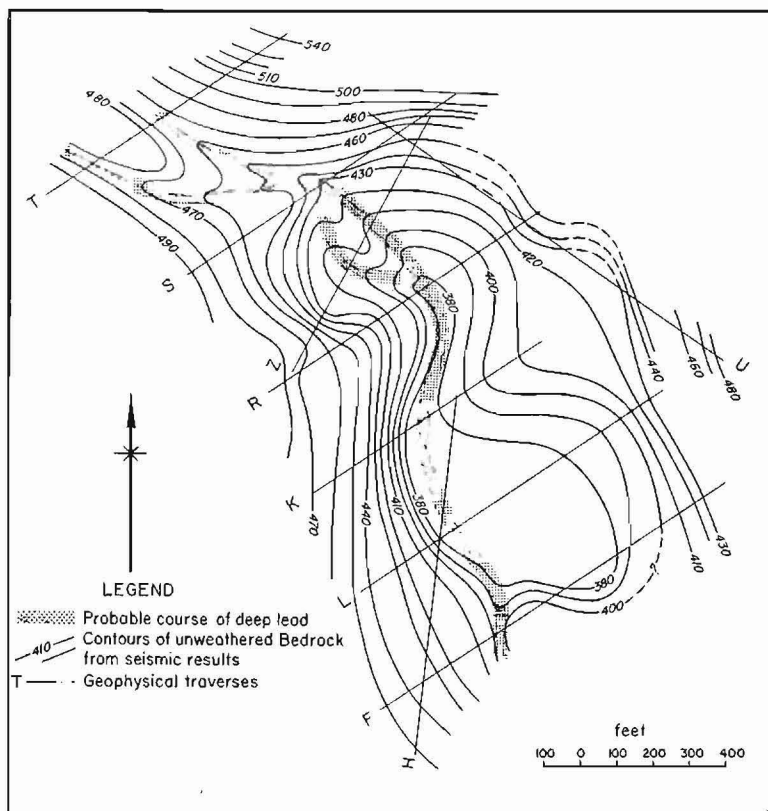 540
510
500
480
480
460
430
470
490
T
S
Z
R
K
L
F
H
U
420
400
380
440
460
480
470
440
410
380
430
410
380
400
?
LEGEND
Probable course of deep lead
410 Contours of unweathered Bedrock
from seismic results
T Geophysical traverses
feet
100 0 100 200 300 400